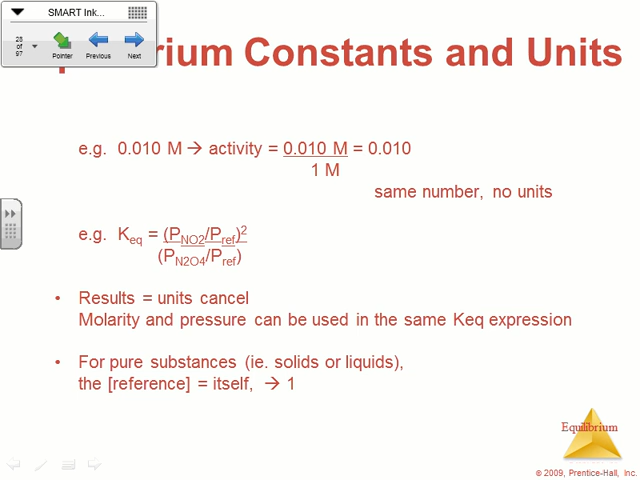 SMART Ink...
28
of
97
Pointer Previous Next
rium Constants and Units
e.g. 0.010 M → activity = 0.010 M = 0.010
1 M
same number, no units
e.g. Keq = (PNO2/Pref)2
(PN2O4/Pref)
• Results = units cancel
Molarity and pressure can be used in the same Keq expression
• For pure substances (ie. solids or liquids),
the [reference] = itself, → 1
Equilibrium
© 2009, Prentice-Hall, Inc.